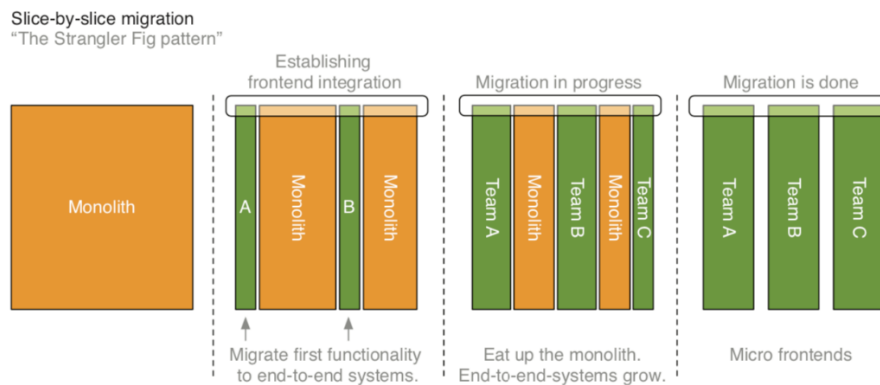 Slice-by-slice migration
“The Strangler Fig pattern”
Monolith
Establishing
frontend integration
A
Monolith
B
Monolith
Migrate first functionality
to end-to-end systems.
Migration in progress
Team A
Monolith
Team B
Monolith
Team C
Eat up the monolith.
End-to-end-systems grow.
Migration is done
Team A
Team B
Team C
Micro frontends